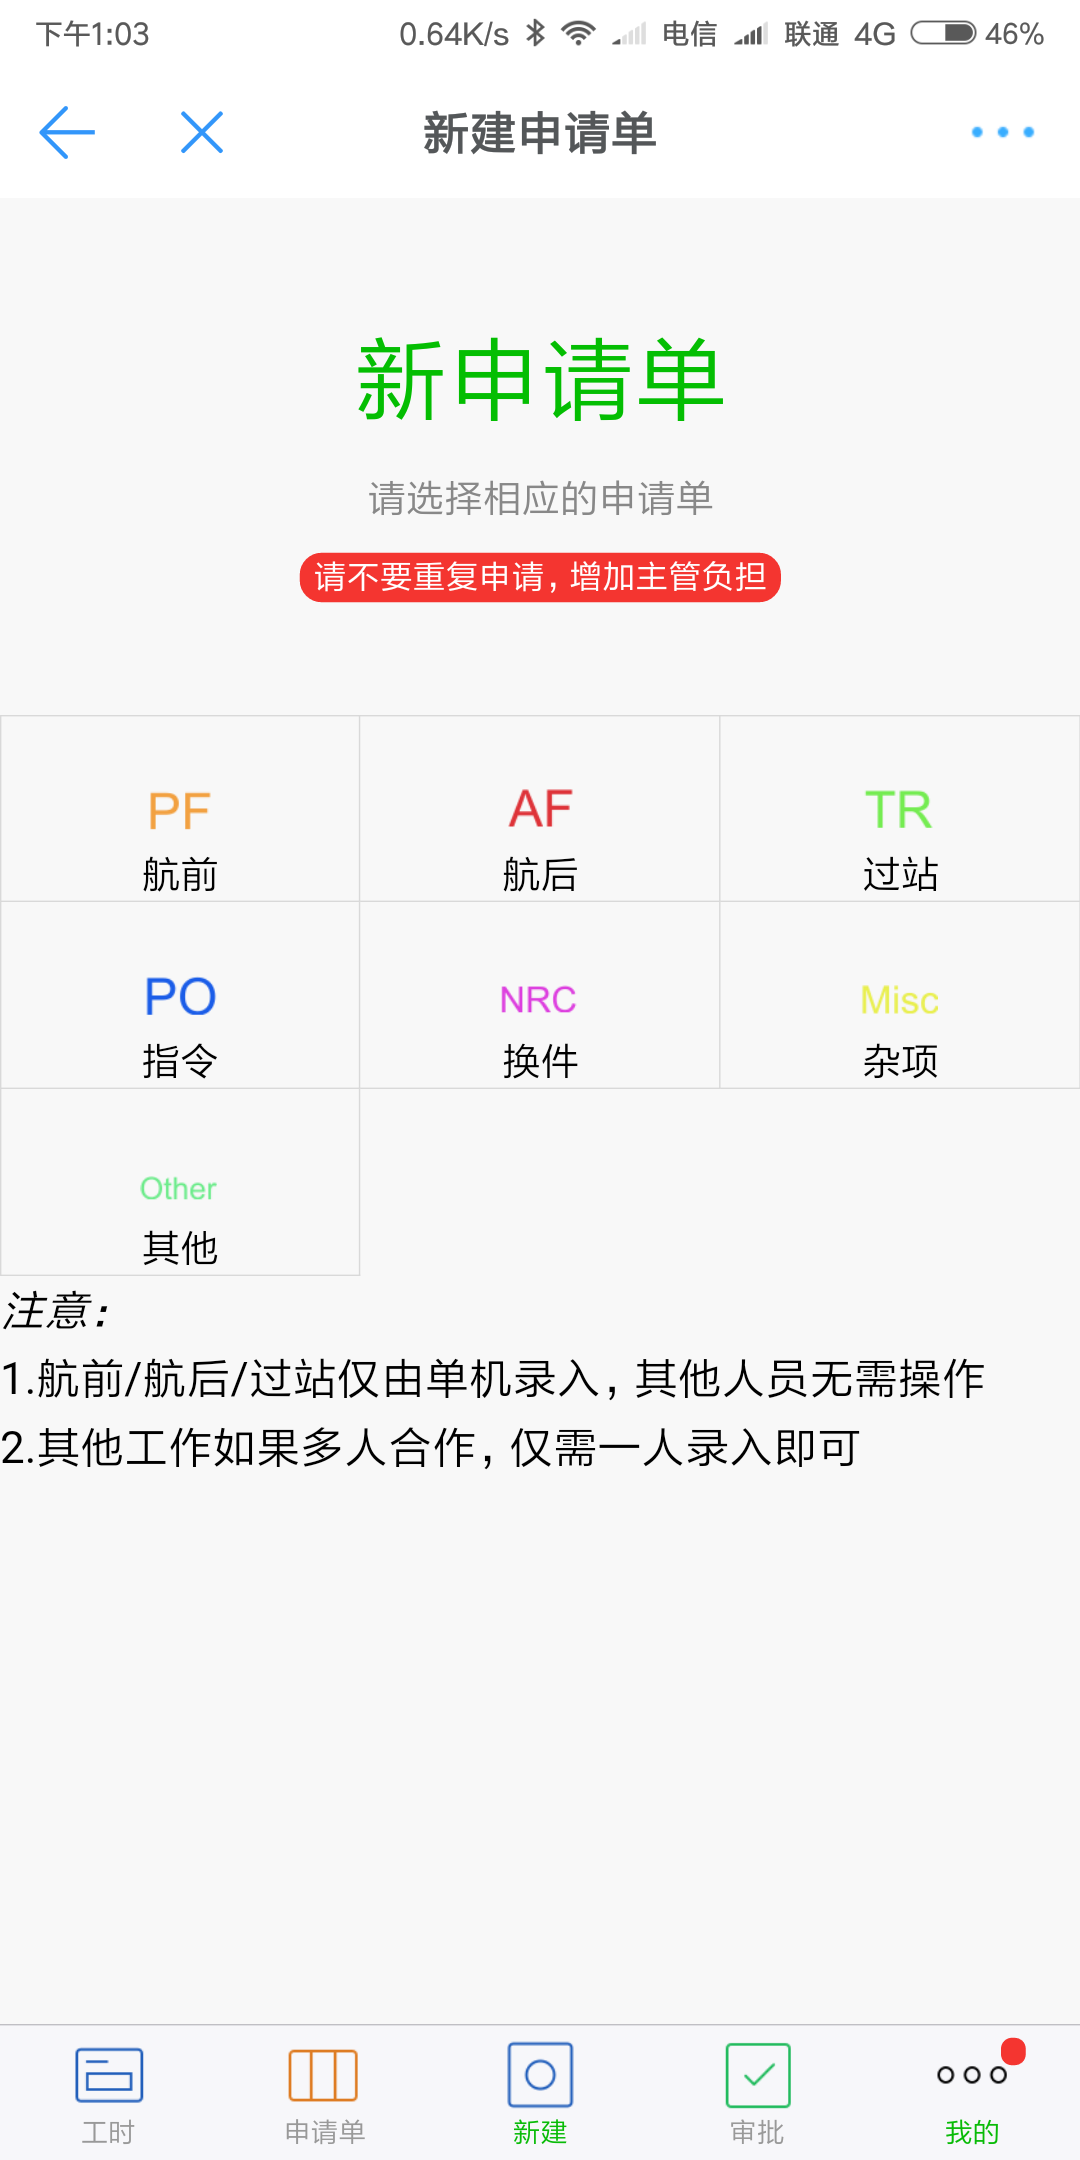 下午1:03 0.64K/s 电信 联通 4G 46%
新建申请单
新申请单
请选择相应的申请单
请不要重复申请，增加主管负担
PF AF TR
航前 航后 过站
PO NRC Misc
指令 换件 杂项
Other
其他
注意：
1.航前/航后/过站仅由单机录入，其他人员无需操作
2.其他工作如果多人合作，仅需一人录入即可
工时 申请单 新建 审批 我的